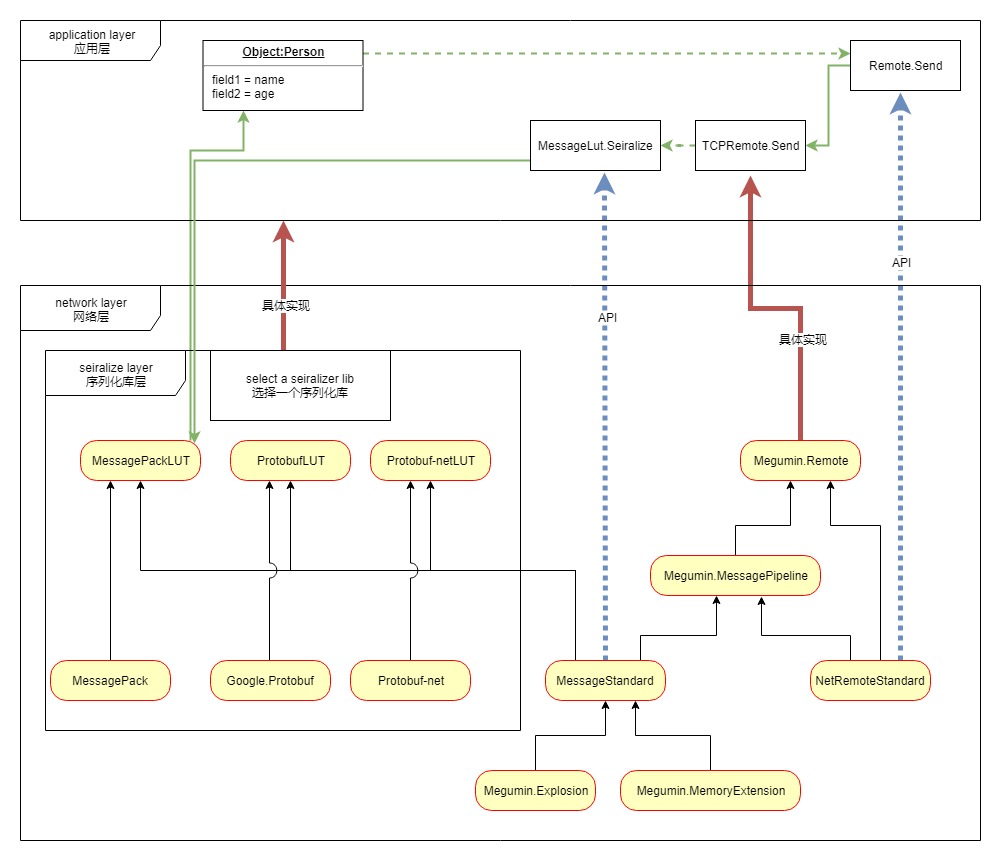 application layer
应用层
Object:Person
field1 = name
field2 = age
Remote.Send
MessageLut.Seiralize
TCPRemote.Send
API
network layer
网络层
具体实现
API
具体实现
seiralize layer
序列化库层
select a seiralizer lib
选择一个序列化库
MessagePackLUT
ProtobufLUT
Protobuf-netLUT
Megumin.Remote
Megumin.MessagePipeline
MessagePack
Google.Protobuf
Protobuf-net
MessageStandard
NetRemoteStandard
Megumin.Explosion
Megumin.MemoryExtension